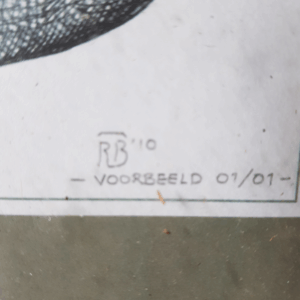 RB '10
- VOORBEELD 01/01 -